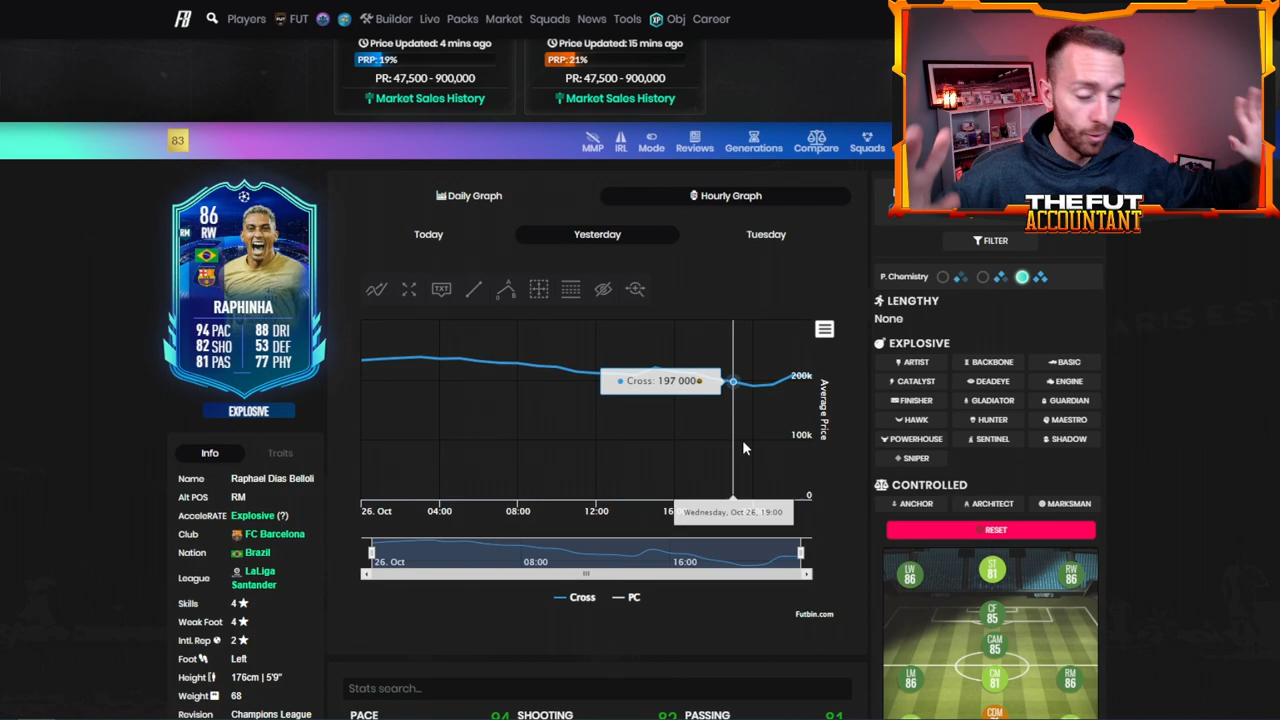 F8 Players FUT Builder Live Packs Market Squads News Tools XP Obj Career
Price Updated: 4 mins ago
Price Updated: 15 mins ago
PRP: 19%
PRP: 21%
PR: 47,500 - 900,000
PR: 47,500 - 900,000
Market Sales History
Market Sales History
83
MMP IRL Mode Reviews Generations Compare Squads
THE FUT
ACCOUNTANT
Daily Graph
Hourly Graph
Today
Yesterday
Tuesday
FILTER
86
RW
RM
RAPHINHA
94 PAC 88 DRI
82 SHO 53 DEF
81 PAS 77 PHY
EXPLOSIVE
TXT
Cross: 197 000
200k
100k
0
Average Price
26. Oct 04:00 08:00 12:00 16:
Wednesday, Oct 26, 19:00
26. Oct 08:00 16:00
Cross PC
Futbin.com
P. Chemistry
LENGTHY
None
EXPLOSIVE
ARTIST BACKBONE BASIC
CATALYST DEADEYE ENGINE
FINISHER GLADIATOR GUARDIAN
HAWK HUNTER MAESTRO
POWERHOUSE SENTINEL SHADOW
SNIPER
CONTROLLED
ANCHOR ARCHITECT MARKSMAN
RESET
LW
86
ST
81
RW
86
CF
85
CAM
85
LM
86
CM
81
RM
86
CDM
Info
Traits
Name Raphael Dias Belloli
Alt POS RM
AcceleRATE Explosive (?)
Club FC Barcelona
Nation Brazil
League LaLiga
Santander
Skills 4
Weak Foot 4
Intl. Rep 2
Foot Left
Height 176cm | 5'9"
Weight 68
Revision Champions League
Stats search...
PACE 94 SHOOTING 82 PASSING 81